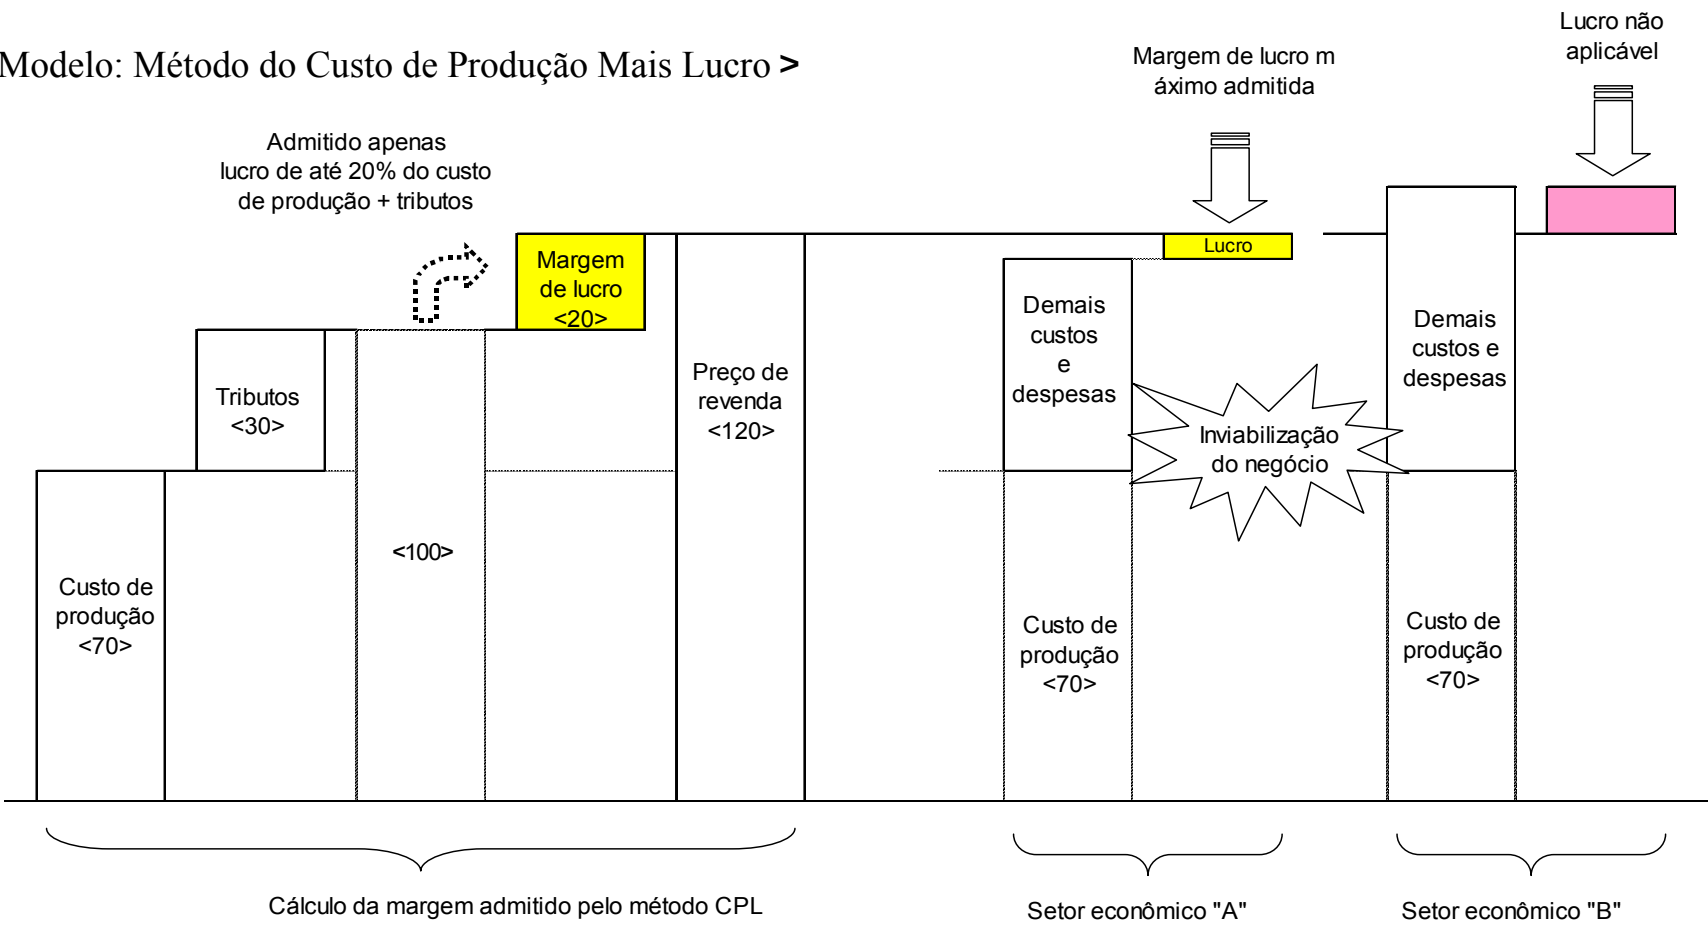 Modelo: Método do Custo de Produção Mais Lucro >
Admitido apenas
lucro de até 20% do custo
de produção + tributos
Margem de lucro m
áximo admitida
Lucro não
aplicável
Custo de
produção
<70>
Tributos
<30>
<100>
Margem
de lucro
<20>
Preço de
revenda
<120>
Demais
custos
e
despesas
Custo de
produção
<70>
Lucro
Inviabilização
do negócio
Demais
custos e
despesas
Custo de
produção
<70>
Cálculo da margem admitido pelo método CPL
Setor econômico "A"
Setor econômico "B"